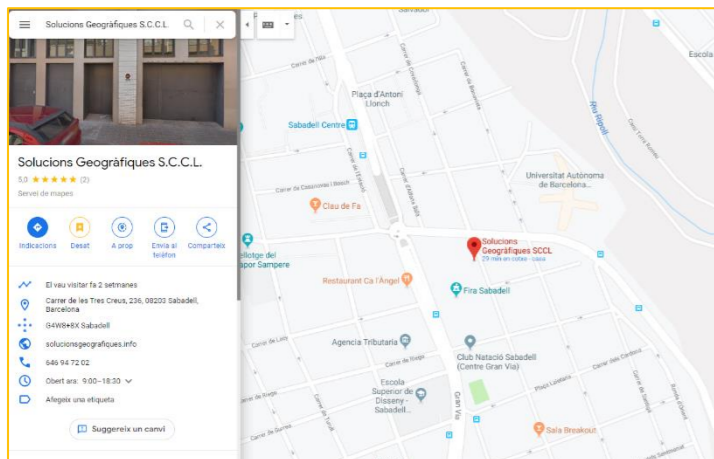 Solucions Geogràfiques S.C.C.L.
Solucions Geogràfiques S.C.C.L.
5,0 ★★★★★ (2)
Servei de mapes
Indicacions
Desat
A prop
Envia al telèfon
Comparteix
El vau visitar fa 2 setmanes
Carrer de les Tres Creus, 236, 08203 Sabadell,
Barcelona
G4W8+8X Sabadell
solucionsgeografiques.info
646 94 72 02
Obert ara: 9:00–18:30
Afegeix una etiqueta
Suggereix un canvi
Escola
Plaça d'Antoni
Llonch
Riu Ripoll
Sabadell Centre
Carrer de l'Estació
Universitat Autònoma
de Barcelona...
Clau de Fa
Solucions
Geogràfiques SCCL
29 min en cotxe - casa
apor Sampere
Restaurant Ca l'Àngel
Fira Sabadell
Agencia Tributaria
Club Natació Sabadell
(Centre Gran Via)
Escola
Superior de
Disseny -
Sabadell...
Gran Via
Sala Breakout